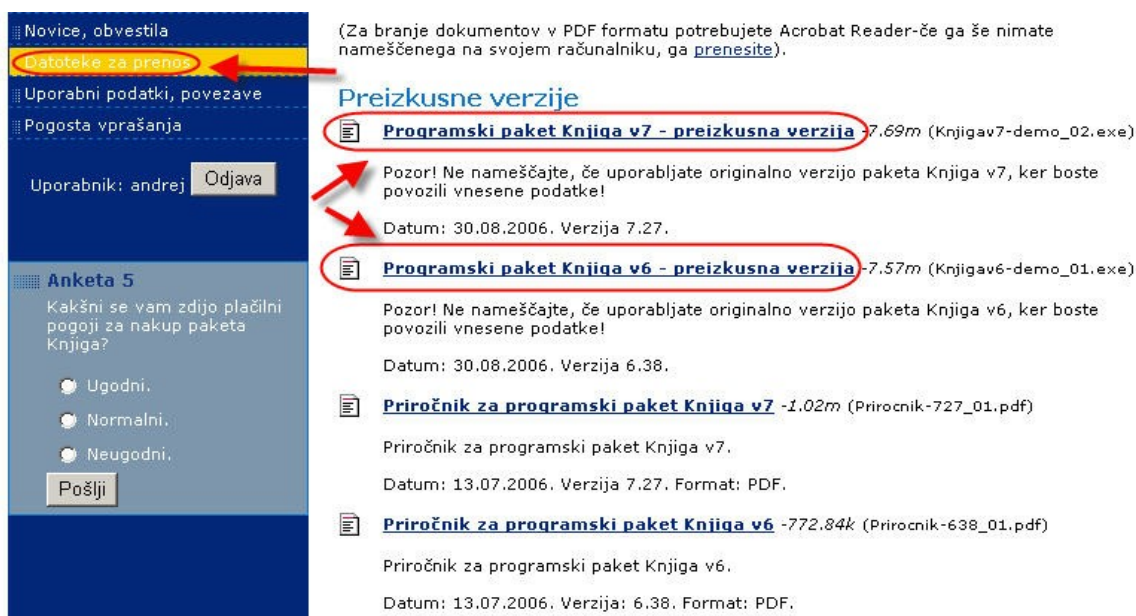 Novice, obvestila
Datoteke za prenos
Uporabni podatki, povezave
Pogosta vprašanja
Uporabnik: andrej Odjava
Anketa 5
Kakšni se vam zdijo plačilni
pogoji za nakup paketa
Knjiga?
Ugodni.
Normalni.
Neugodni.
Pošlji
(Za branje dokumentov v PDF formatu potrebujete Acrobat Reader-če ga še nimate
nameščenega na svojem računalniku, ga prenesite).
Preizkusne verzije
Programski paket Knjiga v7 - preizkusna verzija -7.69m (Knjigav7-demo_02.exe)
Pozor! Ne nameščajte, če uporabljate originalno verzijo paketa Knjiga v7, ker boste
povozili vnesene podatke!
Datum: 30.08.2006. Verzija 7.27.
Programski paket Knjiga v6 - preizkusna verzija -7.57m (Knjigav6-demo_01.exe)
Pozor! Ne nameščajte, če uporabljate originalno verzijo paketa Knjiga v6, ker boste
povozili vnesene podatke!
Datum: 30.08.2006. Verzija 6.38.
Priročnik za programski paket Knjiga v7 -1.02m (Prirocnik-727_01.pdf)
Priročnik za programski paket Knjiga v7.
Datum: 13.07.2006. Verzija 7.27. Format: PDF.
Priročnik za programski paket Knjiga v6 -772.84k (Prirocnik-638_01.pdf)
Priročnik za programski paket Knjiga v6.
Datum: 13.07.2006. Verzija: 6.38. Format: PDF.